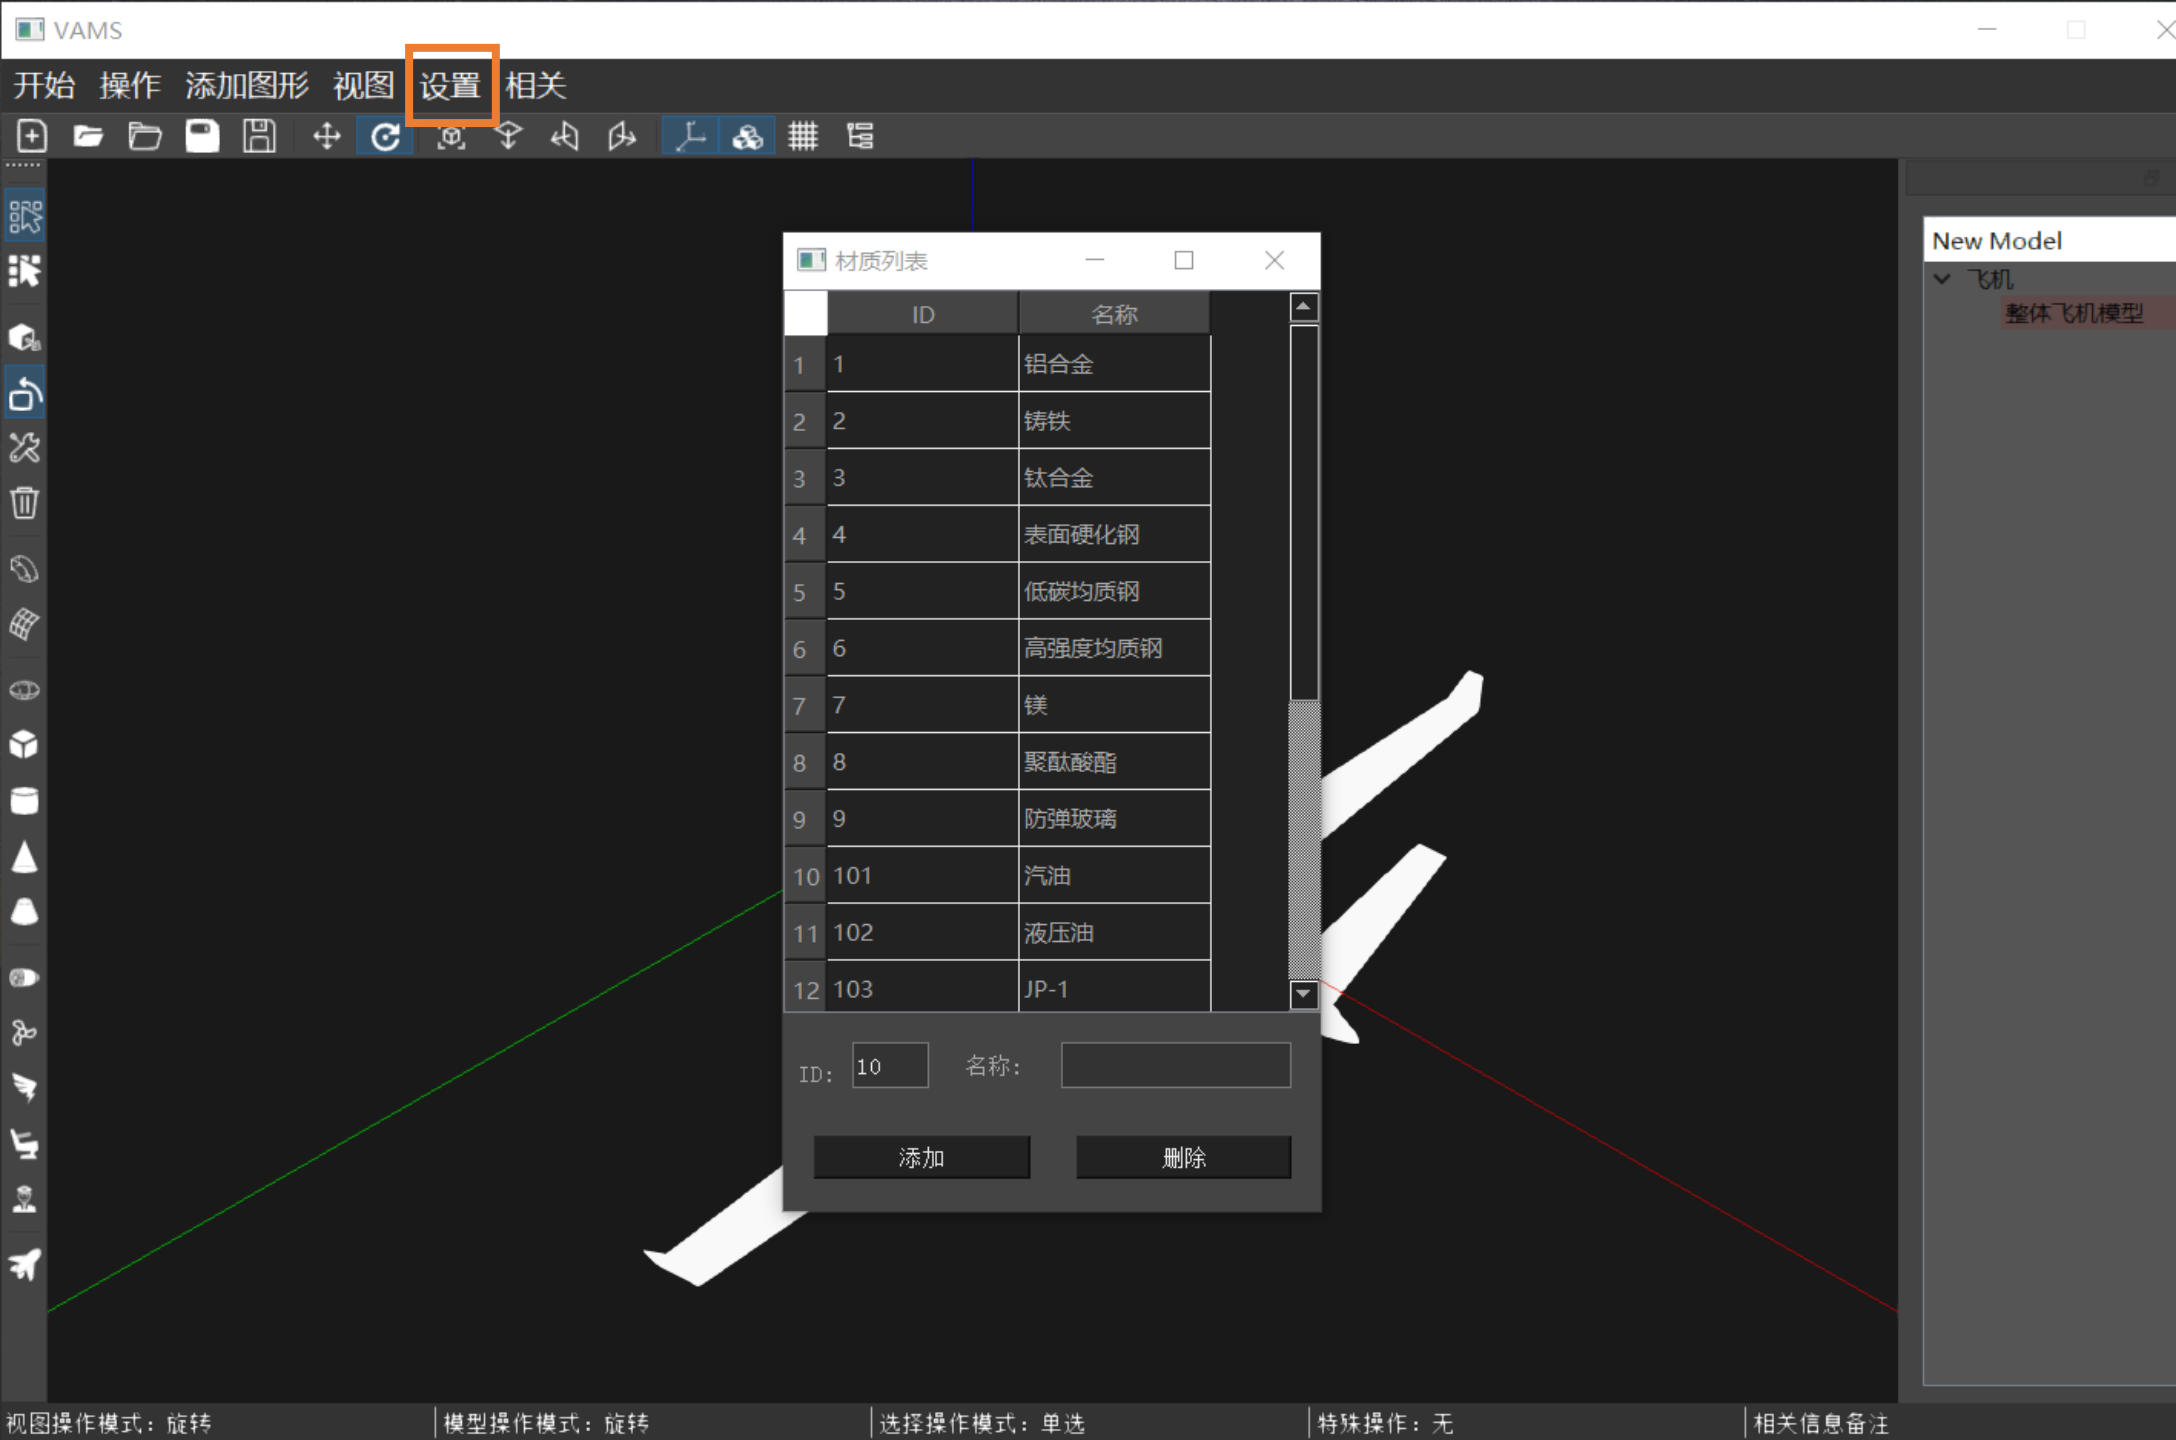 VAMS
开始 操作 添加图形 视图 设置 相关
New Model
飞机
整体飞机模型
材质列表
ID 名称
1 1 铝合金
2 2 铸铁
3 3 钛合金
4 4 表面硬化钢
5 5 低碳均质钢
6 6 高强度均质钢
7 7 镁
8 8 聚酞酸酯
9 9 防弹玻璃
10 101 汽油
11 102 液压油
12 103 JP-1
ID: 10 名称:
添加 删除
视图操作模式: 旋转 模型操作模式: 旋转 选择操作模式: 单选 特殊操作: 无 相关信息备注